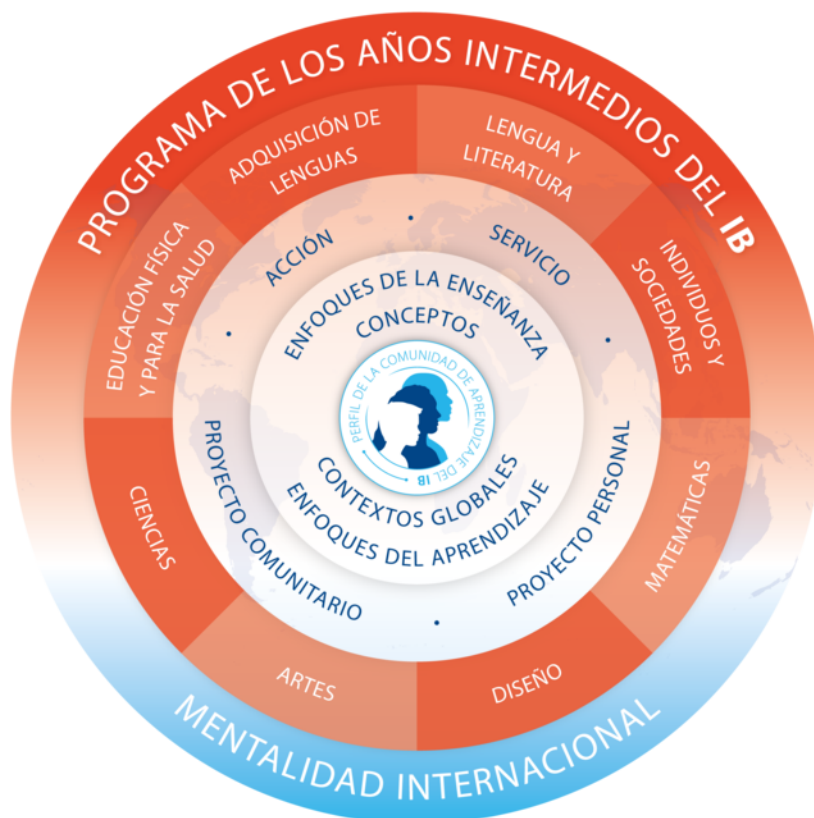 PROGRAMA DE LOS AÑOS INTERMEDIOS DEL IB
ADQUISICIÓN DE
LENGUAS
LENGUA Y
LITERATURA
EDUCACIÓN FÍSICA
Y PARA LA SALUD
INDIVIDUOS Y
SOCIEDADES
CIENCIAS
MATEMÁTICAS
ARTES
DISEÑO
ACCIÓN
SERVICIO
PROYECTO COMUNITARIO
PROYECTO PERSONAL
ENFOQUES DE LA ENSEÑANZA
CONCEPTOS
PERFIL DE LA COMUNIDAD DE APRENDIZAJE DEL IB
CONTEXTOS GLOBALES
ENFOQUES DEL APRENDIZAJE
MENTALIDAD INTERNACIONAL